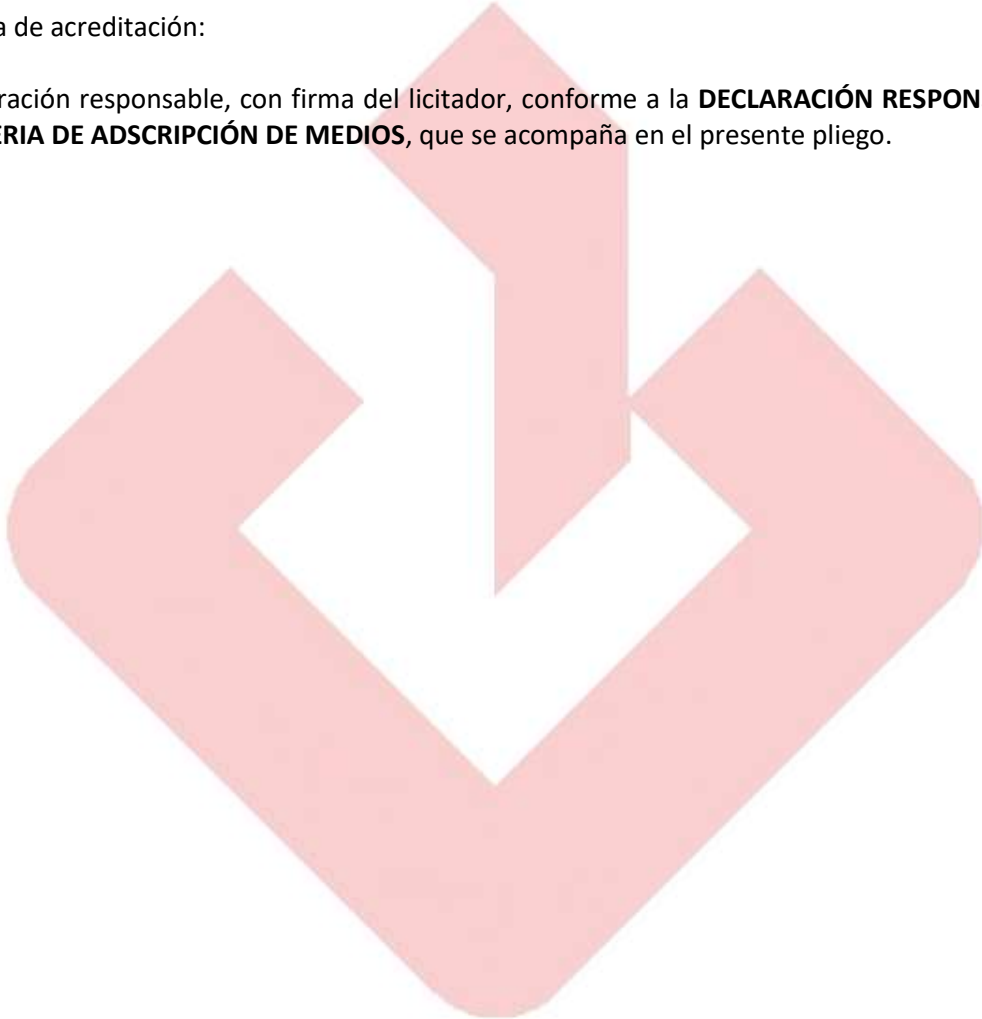 a de acreditación:
ración responsable, con firma del licitador, conforme a la DECLARACIÓN RESPON
ERIA DE ADSCRIPCIÓN DE MEDIOS, que se acompaña en el presente pliego.